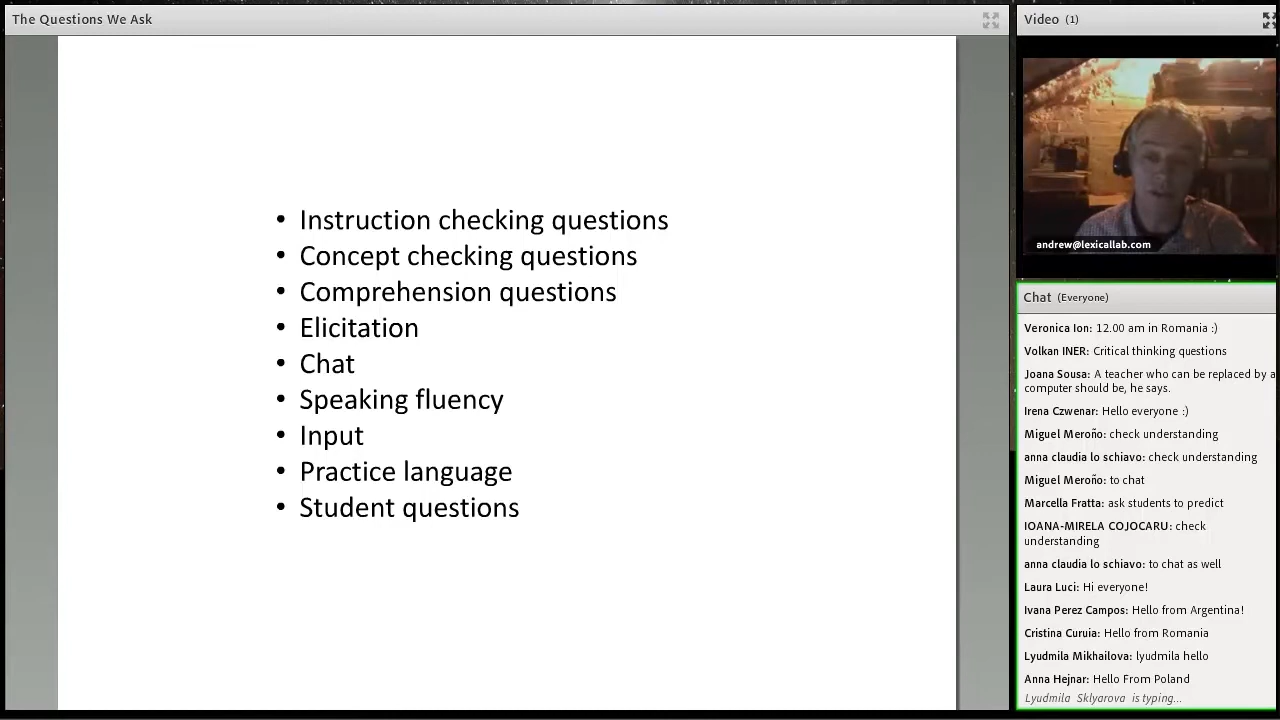 The Questions We Ask
• Instruction checking questions
• Concept checking questions
• Comprehension questions
• Elicitation
• Chat
• Speaking fluency
• Input
• Practice language
• Student questions
Video (1)
andrew@lexicallab.com
Chat (Everyone)
Veronica Ion: 12.00 am in Romania :)
Volkan INER: Critical thinking questions
Joana Sousa: A teacher who can be replaced by a
computer should be, he says.
Irena Czwenar: Hello everyone :)
Miguel Meroño: check understanding
anna claudia lo schiavo: check understanding
Miguel Meroño: to chat
Marcella Fratta: ask students to predict
IOANA-MIRELA COJOCARU: check
understanding
anna claudia lo schiavo: to chat as well
Laura Luci: Hi everyone!
Ivana Perez Campos: Hello from Argentina!
Cristina Curuia: Hello from Romania
Lyudmila Mikhailova: lyudmila hello
Anna Hejnar: Hello From Poland
Lyudmila Sklyarova is typing...